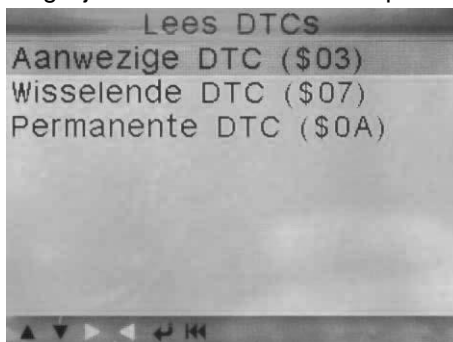 Lees DTCs
Aanwezige DTC ($03)
Wisselende DTC ($07)
Permanente DTC ($0A)